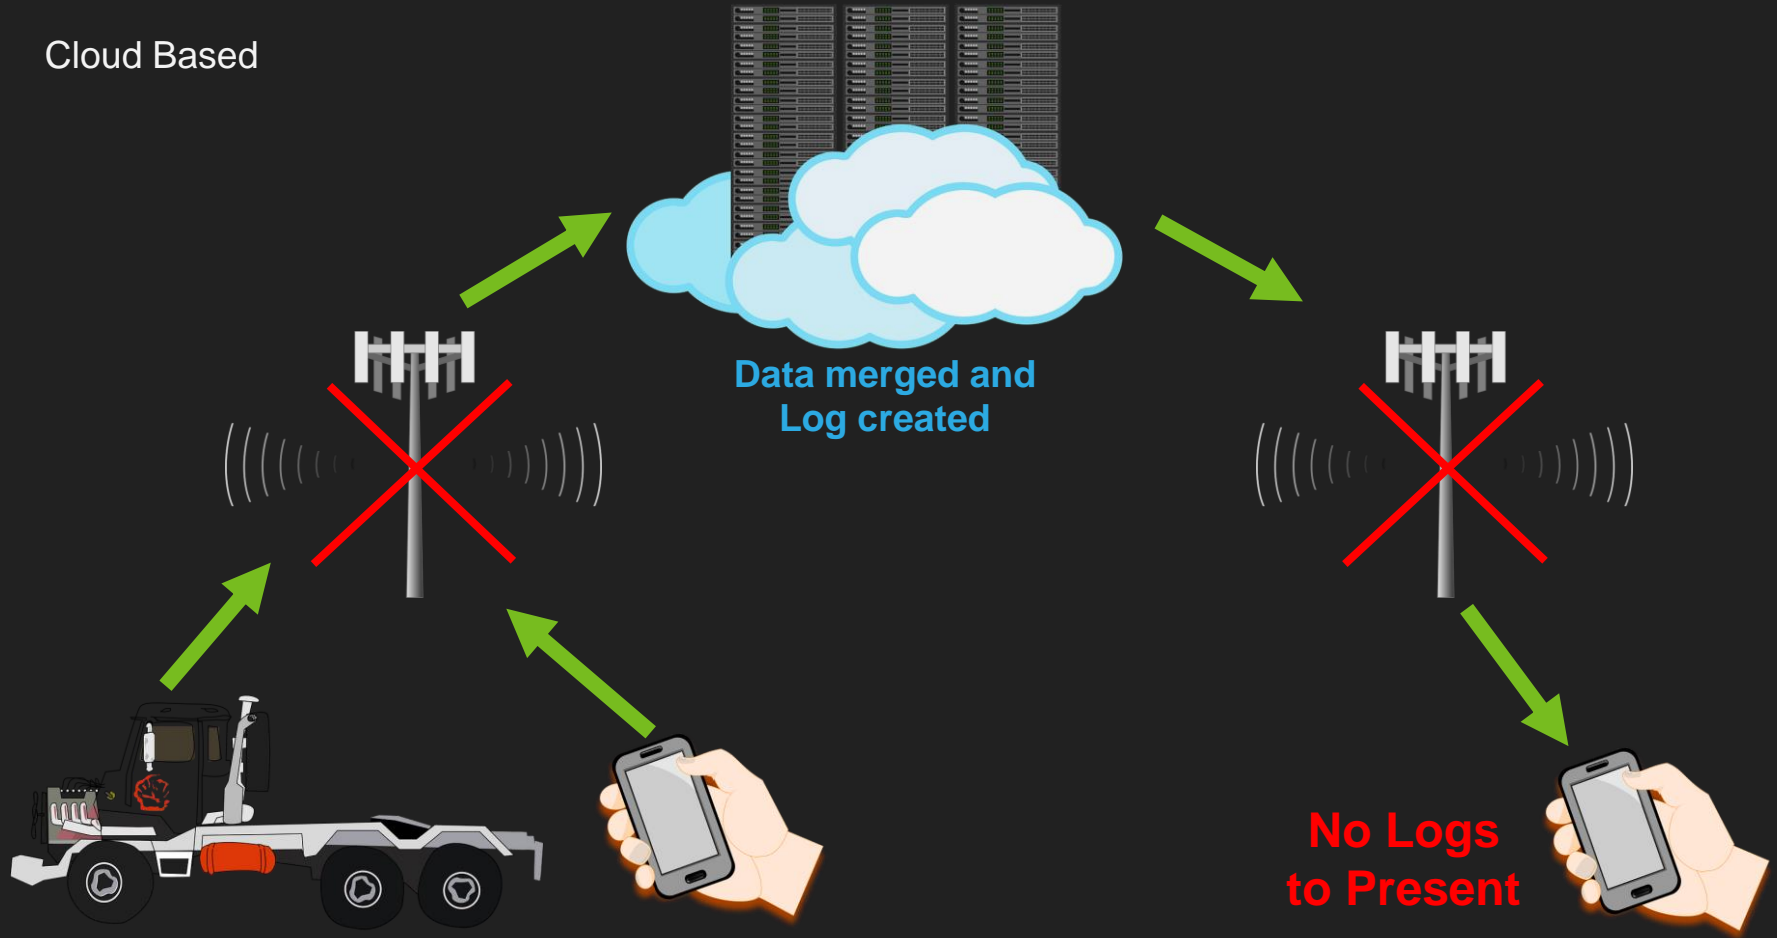 Cloud Based
Data merged and
Log created
No Logs
to Present